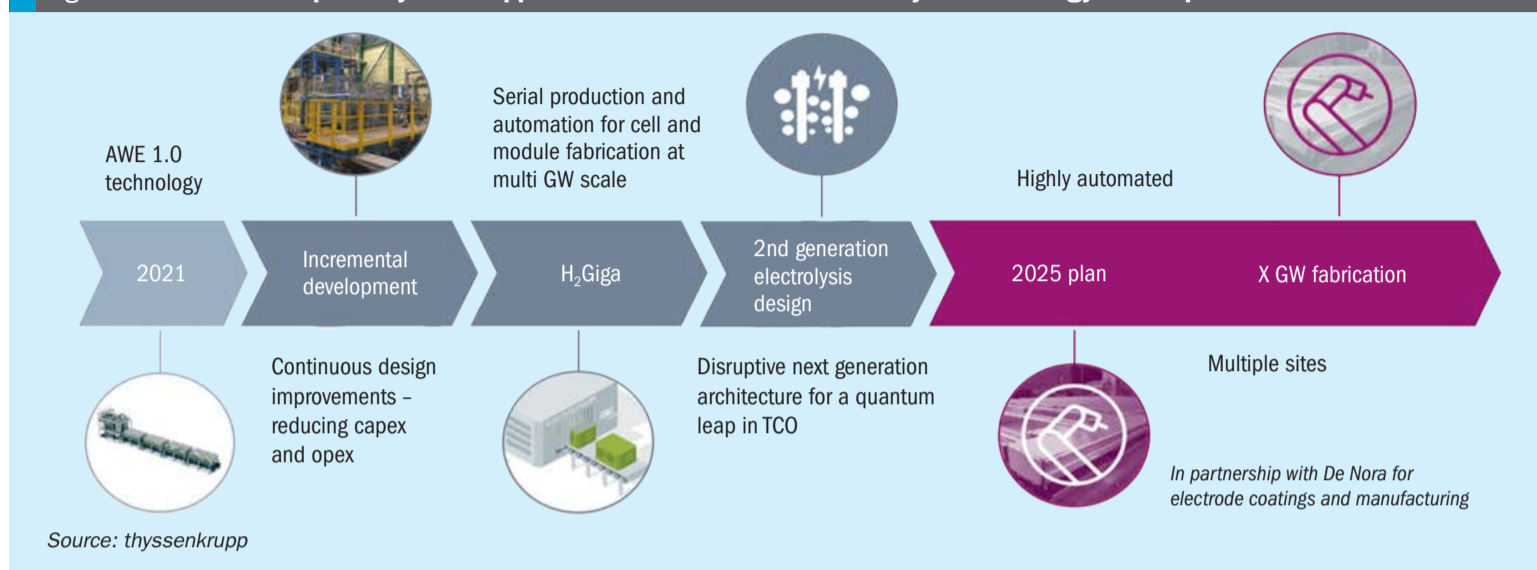 AWE 1.0
technology
Serial production and
automation for cell and
module fabrication at
multi GW scale
Highly automated
2021
Incremental
development
H₂Giga
2nd generation
electrolysis
design
2025 plan
X GW fabrication
Continuous design
improvements –
reducing capex
and opex
Disruptive next generation
architecture for a quantum
leap in TCO
Multiple sites
In partnership with De Nora for
electrode coatings and manufacturing
Source: thyssenkrupp